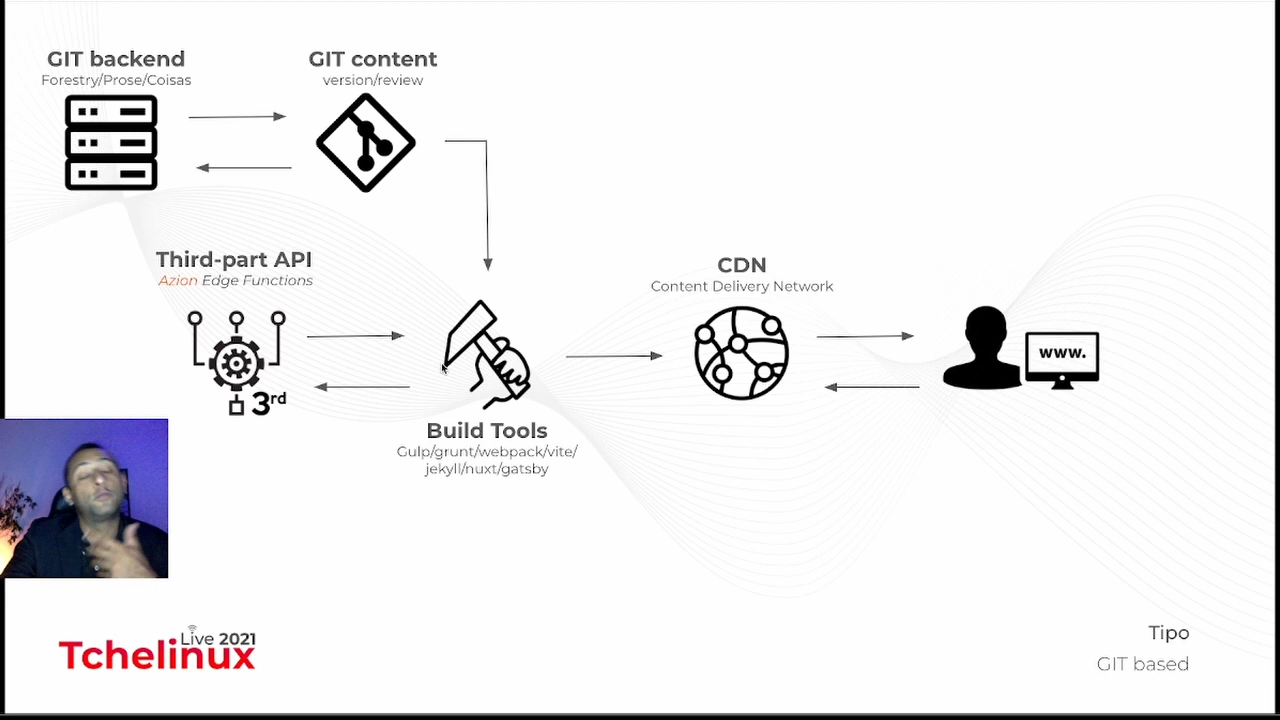 GIT backend
Forestry/Prose/Coisas
GIT content
version/review
Third-part API
Azion Edge Functions
3rd
Build Tools
Gulp/grunt/webpack/vite/
jekyll/nuxt/gatsby
CDN
Content Delivery Network
www.
Live 2021
Tchelinux
Tipo
GIT based